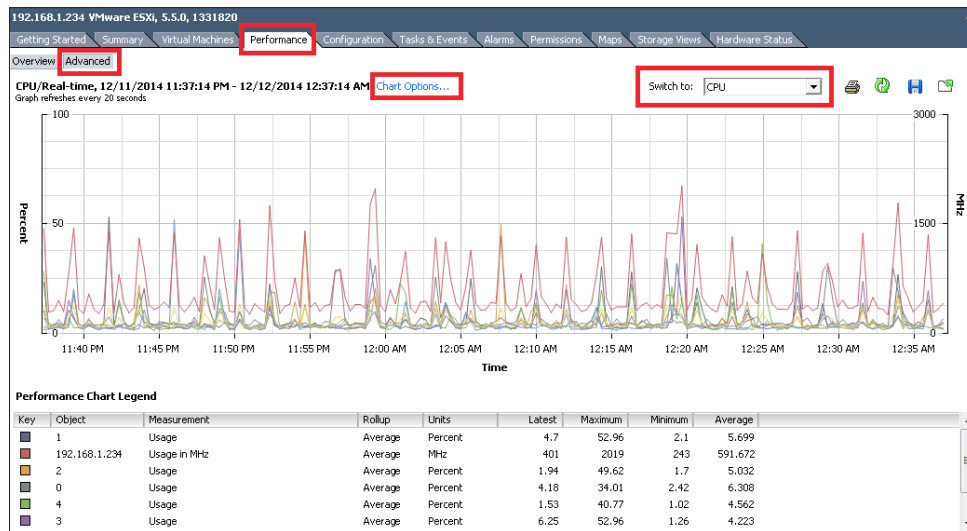 192.168.1.234 VMware ESXi, 5.5.0, 1331820
Getting Started Summary Virtual Machines Performance Configuration Tasks & Events Alarms Permissions Maps Storage Views Hardware Status
Overview Advanced
CPU/Real-time, 12/11/2014 11:37:14 PM - 12/12/2014 12:37:14 AM Chart Options... Switch to: CPU
Graph refreshes every 20 seconds
100 3000
Percent
50 1500
MHz
0 0
11:40 PM 11:45 PM 11:50 PM 11:55 PM 12:00 AM 12:05 AM 12:10 AM 12:15 AM 12:20 AM 12:25 AM 12:30 AM 12:35 AM
Time
Performance Chart Legend
Key Object Measurement Rollup Units Latest Maximum Minimum Average
1 Usage Average Percent 4.7 52.96 2.1 5.699
192.168.1.234 Usage in MHz Average MHz 401 2019 243 591.672
2 Usage Average Percent 1.94 49.62 1.7 5.032
0 Usage Average Percent 4.18 34.01 2.42 6.308
4 Usage Average Percent 1.53 40.77 1.02 4.562
3 Usage Average Percent 6.25 52.96 1.26 4.223